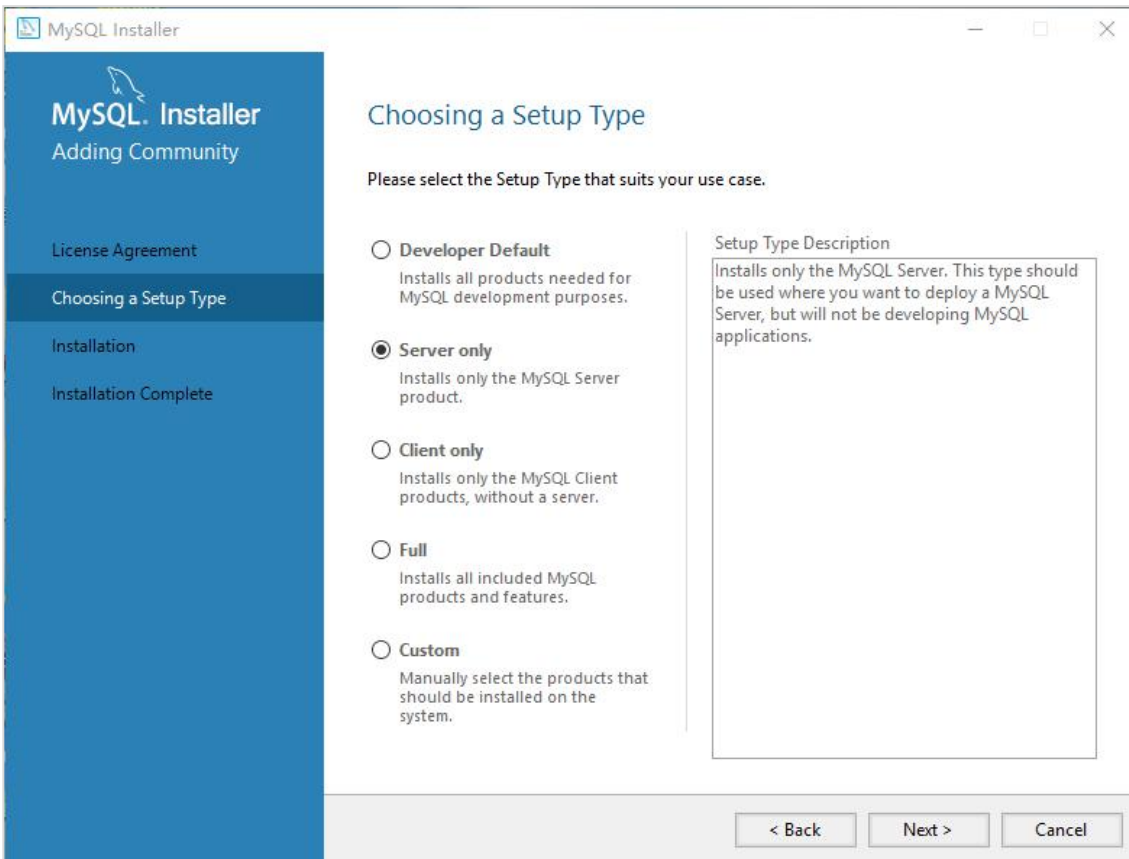 MySQL Installer
MySQL. Installer
Adding Community
License Agreement
Choosing a Setup Type
Installation
Installation Complete
Choosing a Setup Type
Please select the Setup Type that suits your use case.
Developer Default
Installs all products needed for
MySQL development purposes.
Server only
Installs only the MySQL Server
product.
Client only
Installs only the MySQL Client
products, without a server.
Full
Installs all included MySQL
products and features.
Custom
Manually select the products that
should be installed on the
system.
Setup Type Description
Installs only the MySQL Server. This type should
be used where you want to deploy a MySQL
Server, but will not be developing MySQL
applications.
< Back
Next >
Cancel